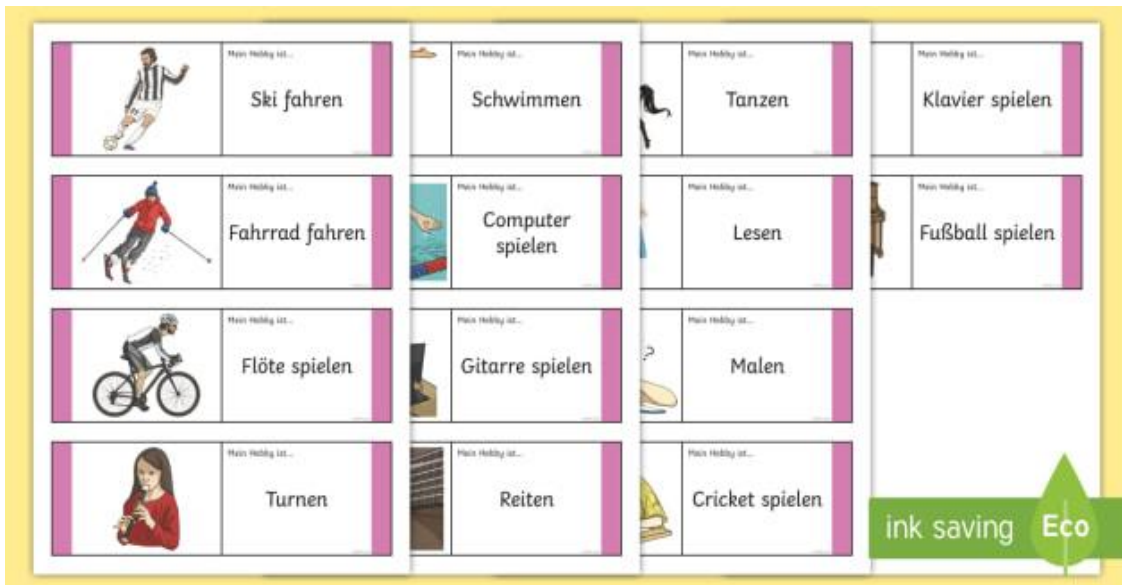 Mein Hobby ist...
Ski fahren
Mein Hobby ist...
Fahrrad fahren
Mein Hobby ist...
Flöte spielen
Mein Hobby ist...
Turnen
Mein Hobby ist...
Schwimmen
Mein Hobby ist...
Computer
spielen
Mein Hobby ist...
Gitarre spielen
Mein Hobby ist...
Reiten
Mein Hobby ist...
Tanzen
Mein Hobby ist...
Lesen
Mein Hobby ist...
Malen
Mein Hobby ist...
Cricket spielen
Mein Hobby ist...
Klavier spielen
Mein Hobby ist...
Fußball spielen
ink saving Eco